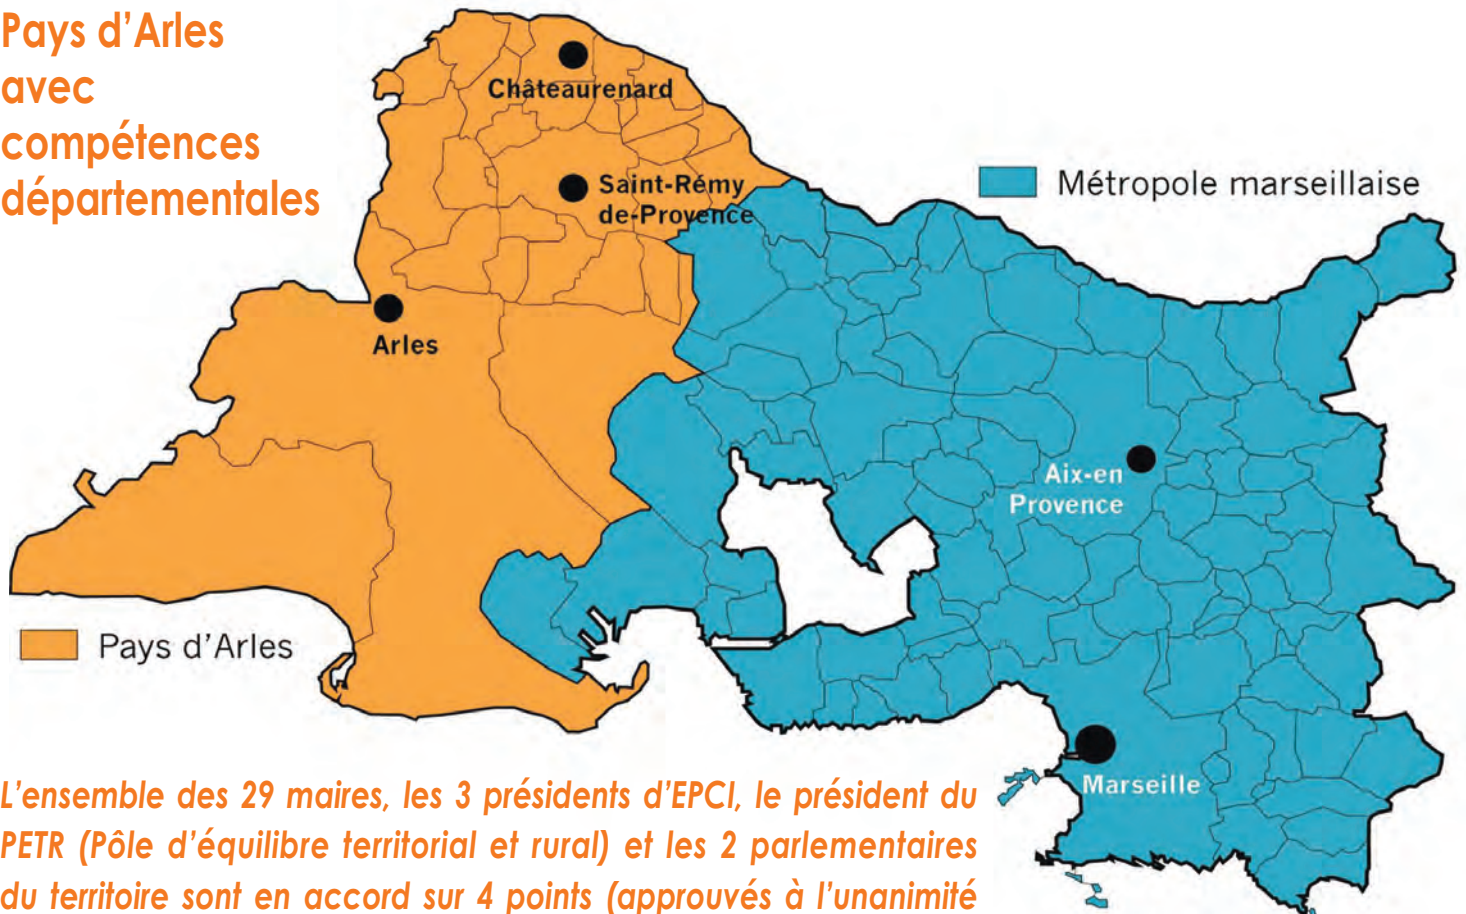 Pays d’Arles
avec
compétences
départementales
Châteaurenard
Saint-Rémy
de-Provence
Métropole marseillaise
Arles
Aix-en
Provence
Pays d’Arles
Marseille
L’ensemble des 29 maires, les 3 présidents d’EPCI, le président du
PETR (Pôle d’équilibre territorial et rural) et les 2 parlementaires
du territoire sont en accord sur 4 points (approuvés à l’unanimité